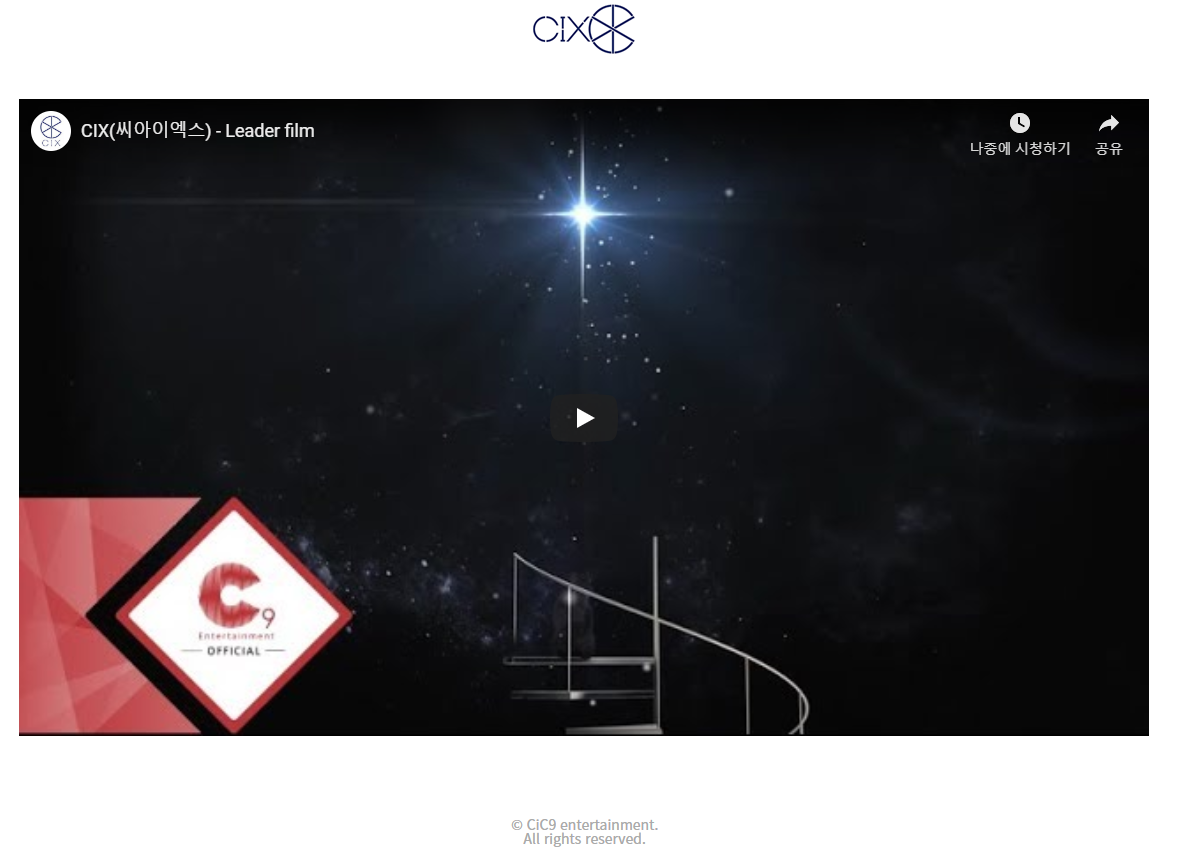 CIX
CIX
CIX(씨아이엑스) - Leader film
나중에 시청하기
공유
C9
Entertainment
OFFICIAL
© CiC9 entertainment.
All rights reserved.